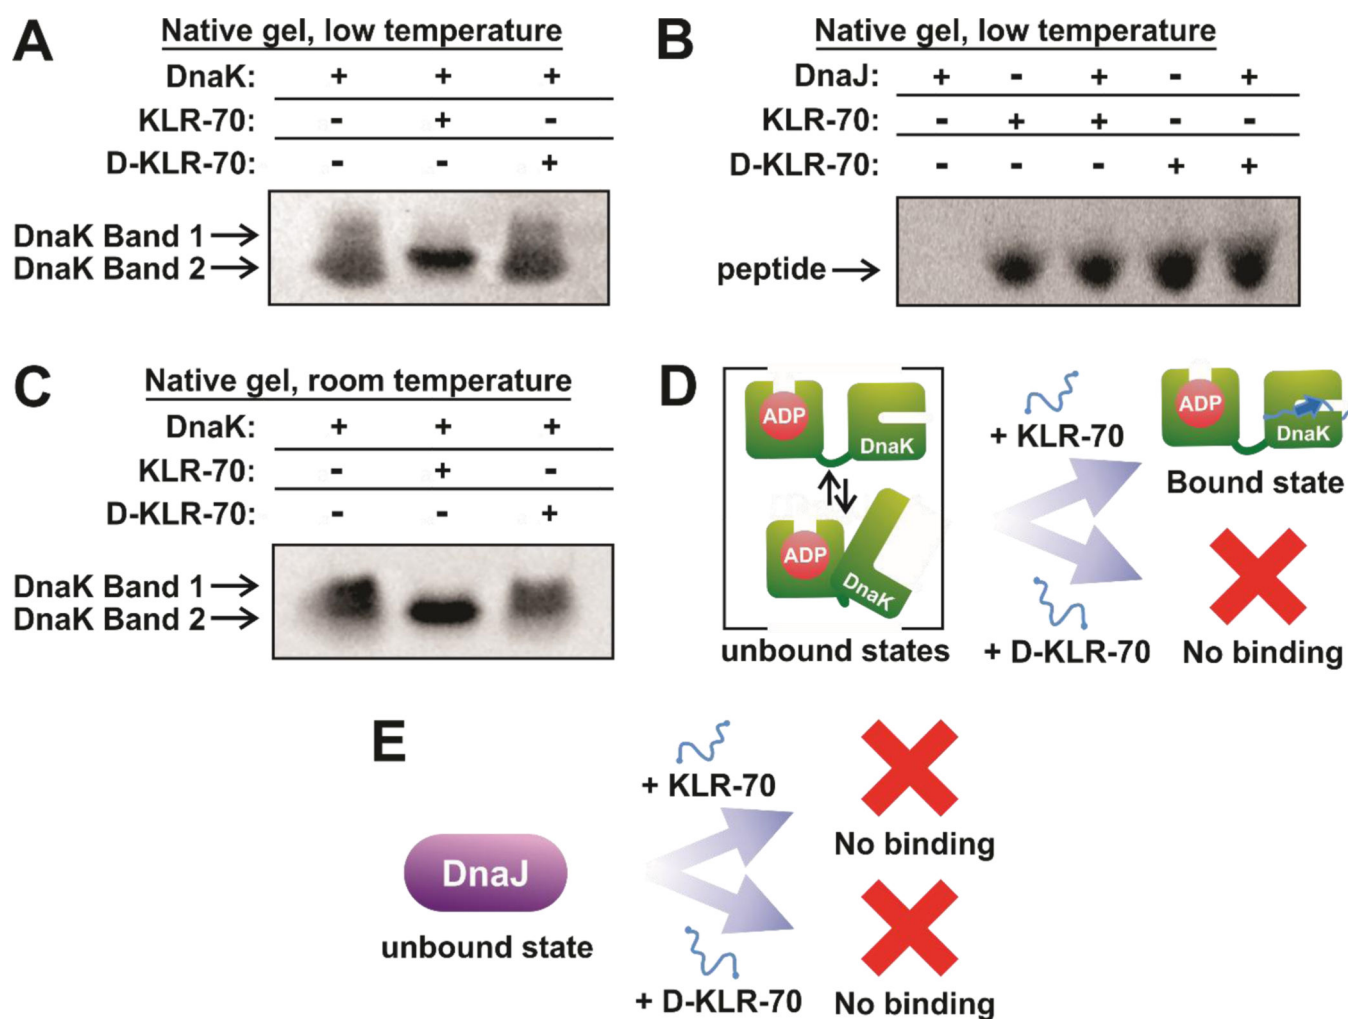 A
Native gel, low temperature
DnaK: + + +
KLR-70: - + -
D-KLR-70: - - +
DnaK Band 1
DnaK Band 2
B
Native gel, low temperature
DnaJ: + - + - +
KLR-70: - + + - -
D-KLR-70: - - - + +
peptide
C
Native gel, room temperature
DnaK: + + +
KLR-70: - + -
D-KLR-70: - - +
DnaK Band 1
DnaK Band 2
D
ADP
DnaK
ADP
DnaK
unbound states
+ KLR-70
+ D-KLR-70
ADP
DnaK
Bound state
No binding
E
DnaJ
unbound state
+ KLR-70
No binding
+ D-KLR-70
No binding